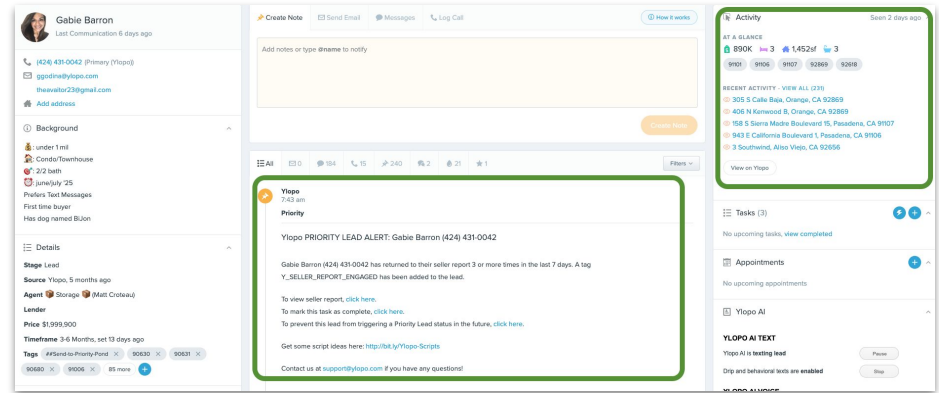 Gabie Barron
Last Communication 6 days ago
(424) 431-0042 (Primary (Ylopo))
ggodina@ylopo.com
theavaitor23@gmail.com
Add address
Background
: under 1 mil
: Condo/Townhouse
: 2/2 bath
: june/july '25
Prefers Text Messages
First time buyer
Has dog named BiJon
Details
Stage Lead
Source Ylopo, 5 months ago
Agent Storage (Matt Croteau)
Lender
Price $1,999,900
Timeframe 3-6 Months, set 13 days ago
Tags ##Send-to-Priority-Pond × 90630 × 90631 ×
90680 × 91006 × 85 more +
Create Note Send Email Messages Log Call How it works
Add notes or type @name to notify
Create Note
All 0 184 15 240 2 21 1 Filters
Ylopo
7:43 am
Priority
Ylopo PRIORITY LEAD ALERT: Gabie Barron (424) 431-0042
Gabie Barron (424) 431-0042 has returned to their seller report 3 or more times in the last 7 days. A tag
Y_SELLER_REPORT_ENGAGED has been added to the lead.
To view seller report, click here.
To mark this task as complete, click here.
To prevent this lead from triggering a Priority Lead status in the future, click here.
Get some script ideas here: http://bit.ly/Ylopo-Scripts
Contact us at support@ylopo.com if you have any questions!
Activity Seen 2 days ago
AT A GLANCE
890K 3 1,452sf 3
91101 91106 91107 92869 92618
RECENT ACTIVITY - VIEW ALL (231)
305 S Calle Baja, Orange, CA 92869
406 N Kenwood B, Orange, CA 92869
158 S Sierra Madre Boulevard 15, Pasadena, CA 91107
943 E California Boulevard 1, Pasadena, CA 91106
3 Southwind, Aliso Viejo, CA 92656
View on Ylopo
Tasks (3)
No upcoming tasks, view completed
Appointments
No upcoming appointments
Ylopo AI
YLOPO AI TEXT
Ylopo AI is texting lead Pause
Drip and behavioral texts are enabled Stop
YLOPO AI VOICE